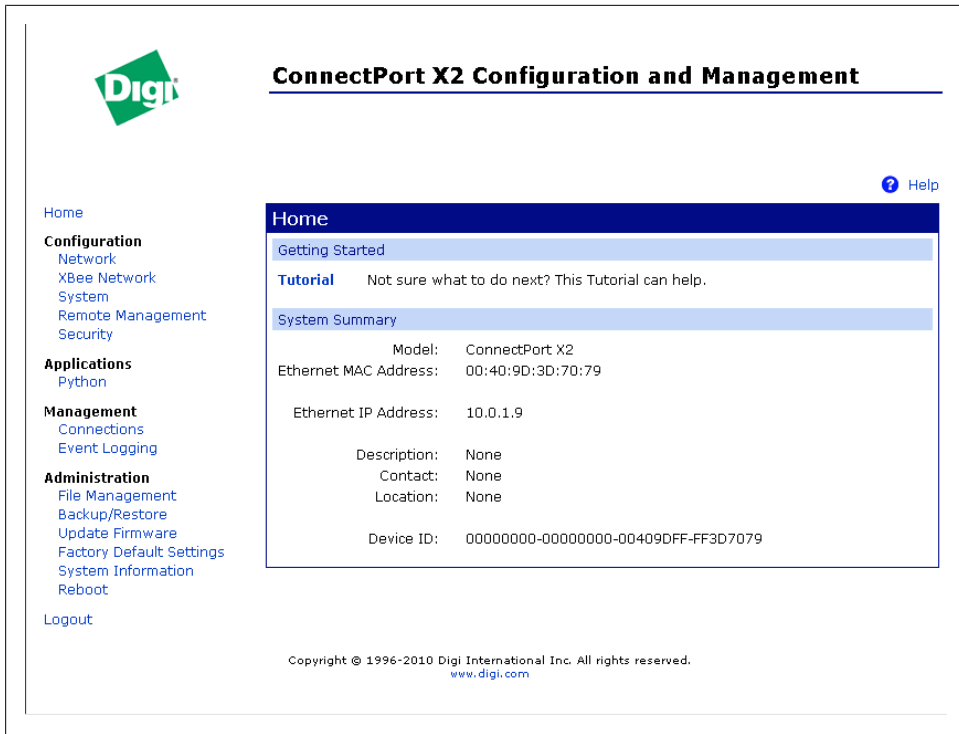 Digi
ConnectPort X2 Configuration and Management
? Help
Home
Configuration
Network
XBee Network
System
Remote Management
Security
Applications
Python
Management
Connections
Event Logging
Administration
File Management
Backup/Restore
Update Firmware
Factory Default Settings
System Information
Reboot
Logout
Home
Getting Started
Tutorial Not sure what to do next? This Tutorial can help.
System Summary
Model: ConnectPort X2
Ethernet MAC Address: 00:40:9D:3D:70:79
Ethernet IP Address: 10.0.1.9
Description: None
Contact: None
Location: None
Device ID: 00000000-00000000-00409DFF-FF3D7079
Copyright © 1996-2010 Digi International Inc. All rights reserved.
www.digi.com